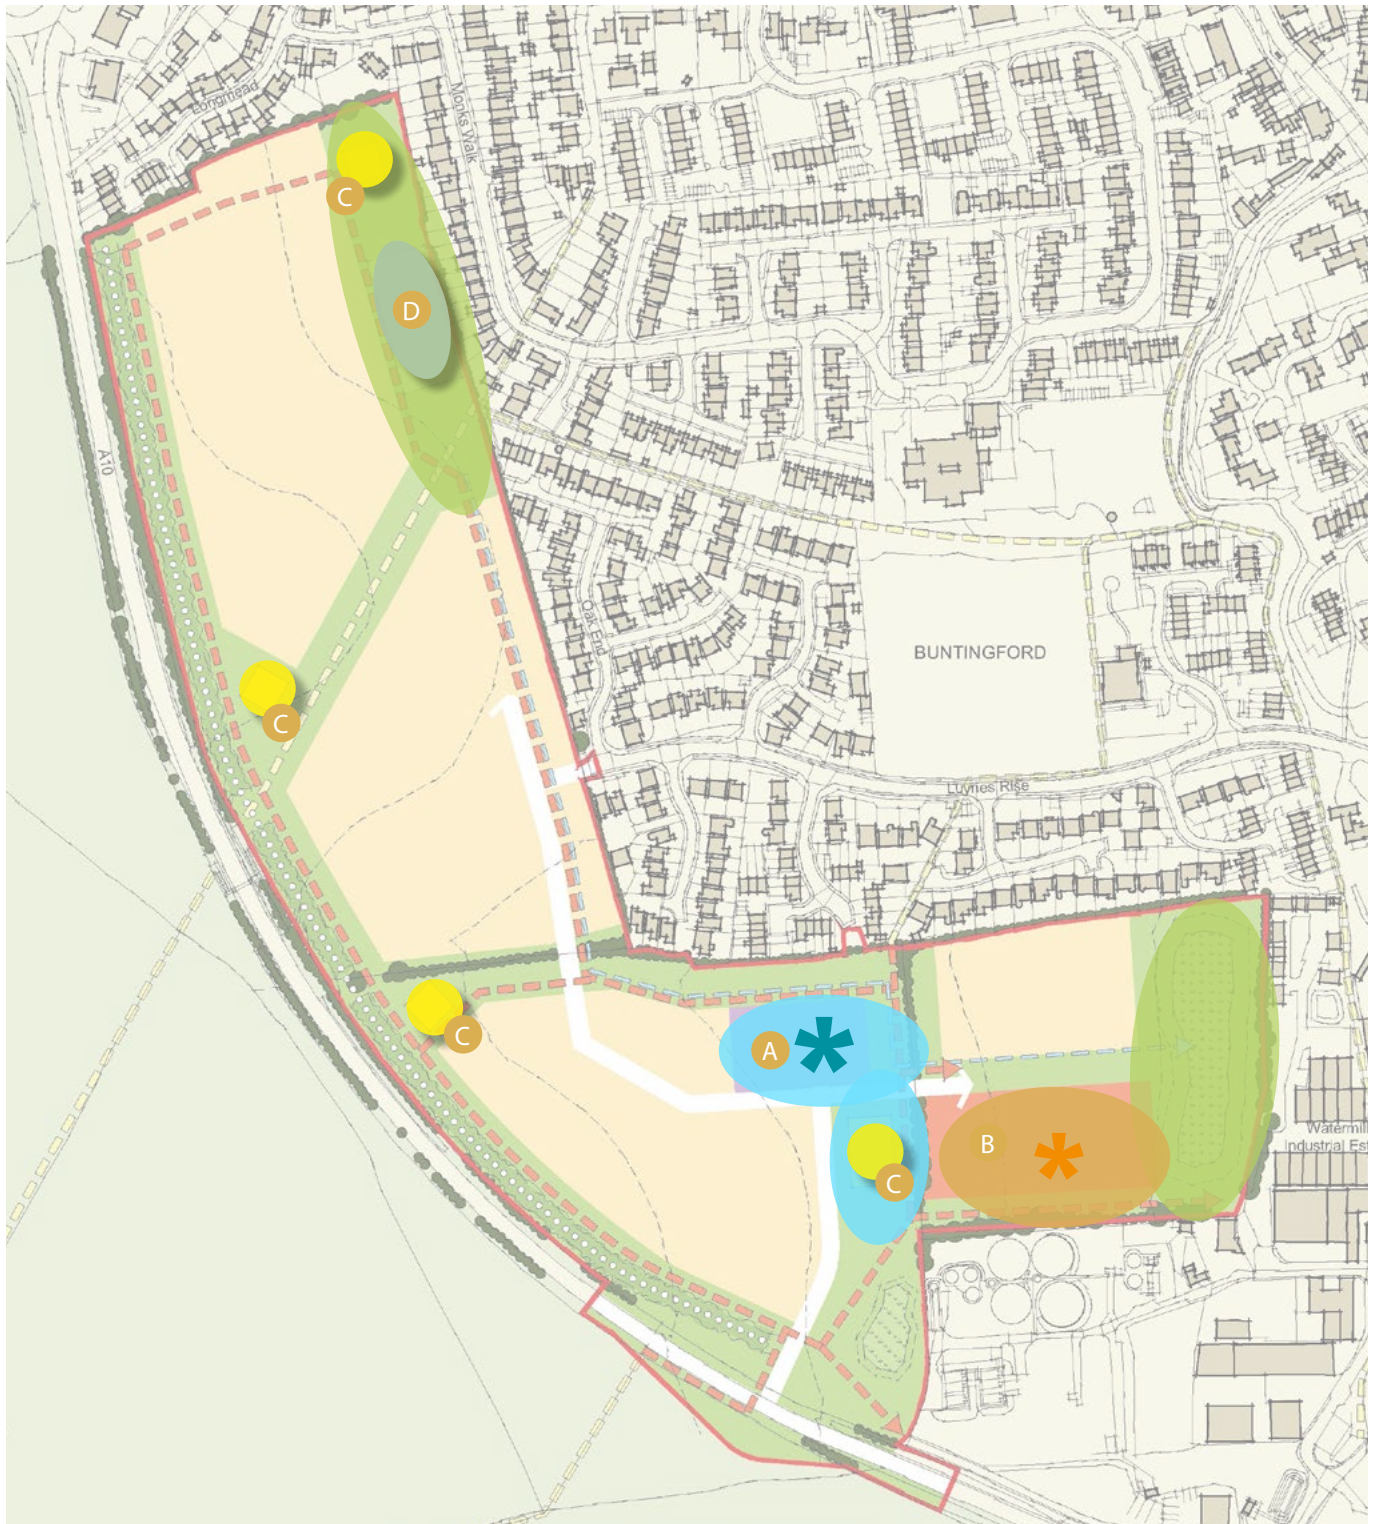 Longmead
Monks Walk
C
D
A10
Oak End
BUNTINGFORD
C
Luynes Rise
C
A
B
C
Watermill
Industrial Est